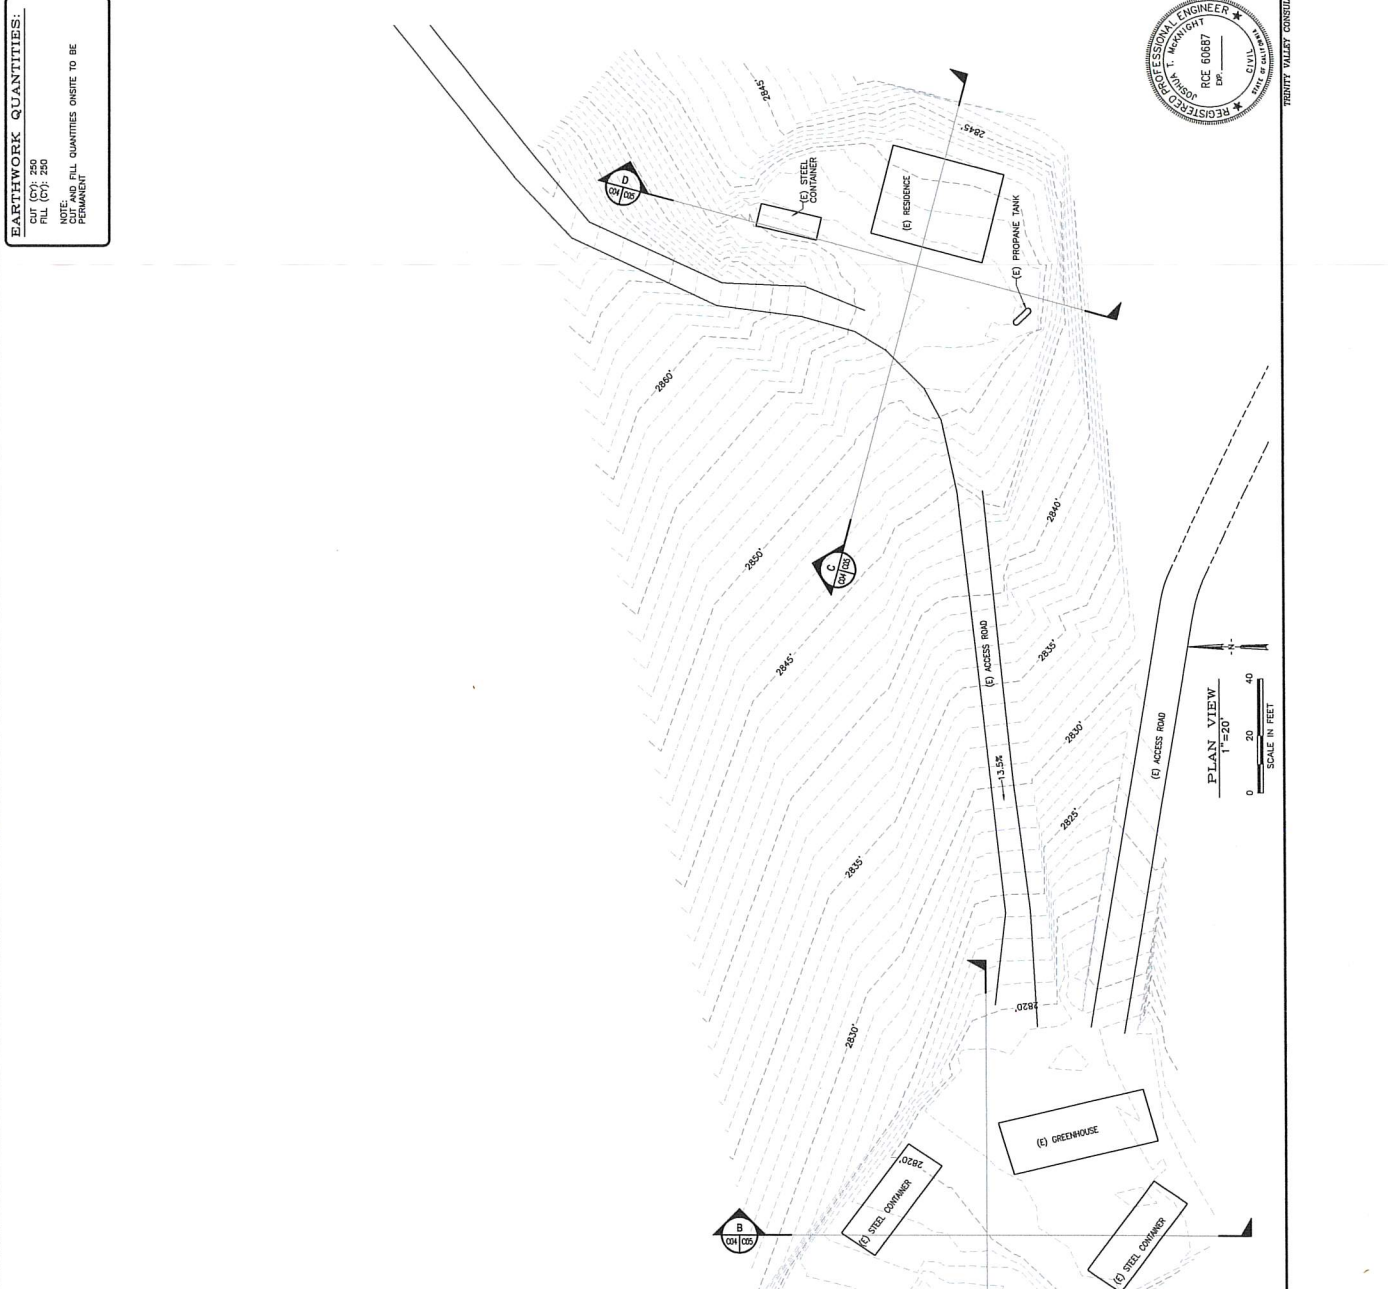 EARTHWORK QUANTITIES:
CUT (CY): 250
FILL (CY): 250
NOTE:
CUT AND FILL QUANTITIES ONSITE TO BE
PERMANENT
REGISTERED PROFESSIONAL ENGINEER
JOSHUA T. McKNIGHT
RCE 60687
EXP.
CIVIL
STATE OF CALIFORNIA
TRINITY VALLEY
2845'
2845'
D
C04 C05
(E) STEEL
CONTAINER
(E) RESIDENCE
(E) PROPANE TANK
2860'
2850'
C
C04 C05
2840'
2845'
(E) ACCESS ROAD
2835'
2830'
13.5%
2825'
2835'
2830'
2820'
(E) ACCESS ROAD
-N-
PLAN VIEW
1"=20'
0 20 40
SCALE IN FEET
(E) GREENHOUSE
2820'
(E) STEEL CONTAINER
(E) STEEL CONTAINER
B
C04 C05